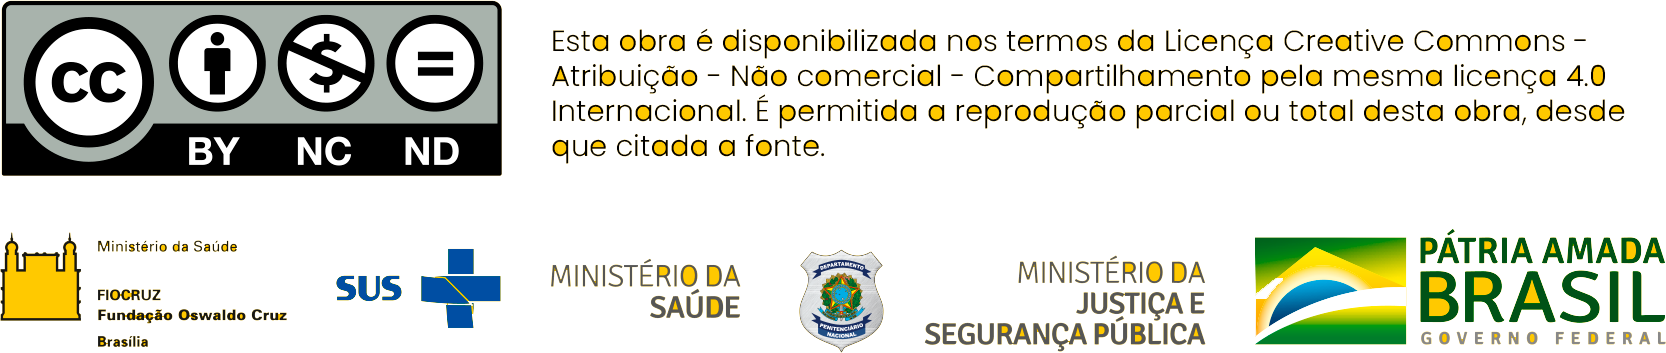 CC
BY NC ND
Esta obra é disponibilizada nos termos da Licença Creative Commons -
Atribuição - Não comercial - Compartilhamento pela mesma licença 4.0
Internacional. É permitida a reprodução parcial ou total desta obra, desde
que citada a fonte.
Ministério da Saúde
FIOCRUZ
Fundação Oswaldo Cruz
Brasília
SUS
MINISTÉRIO DA
SAÚDE
DEPARTAMENTO
PENITENCIÁRIO
NACIONAL
MINISTÉRIO DA
JUSTIÇA E
SEGURANÇA PÚBLICA
PÁTRIA AMADA
BRASIL
GOVERNO FEDERAL